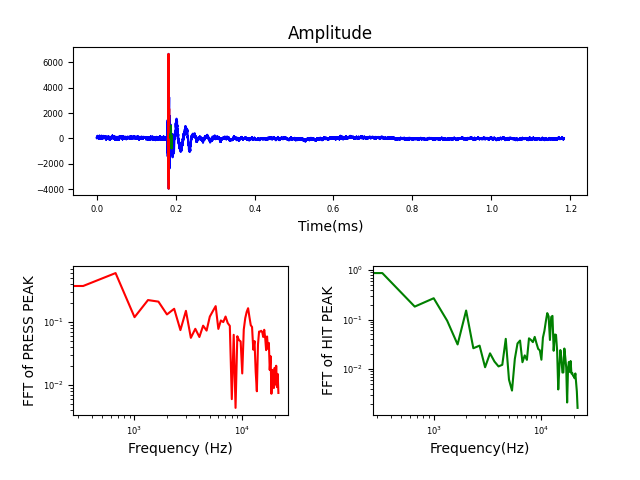 Amplitude
6000
4000
2000
0
−2000
−4000
0.0 0.2 0.4 0.6 0.8 1.0 1.2
Time(ms)
FFT of PRESS PEAK
10⁻¹
10⁻²
10³ 10⁴
Frequency (Hz)
FFT of HIT PEAK
10⁰
10⁻¹
10⁻²
10³ 10⁴
Frequency(Hz)